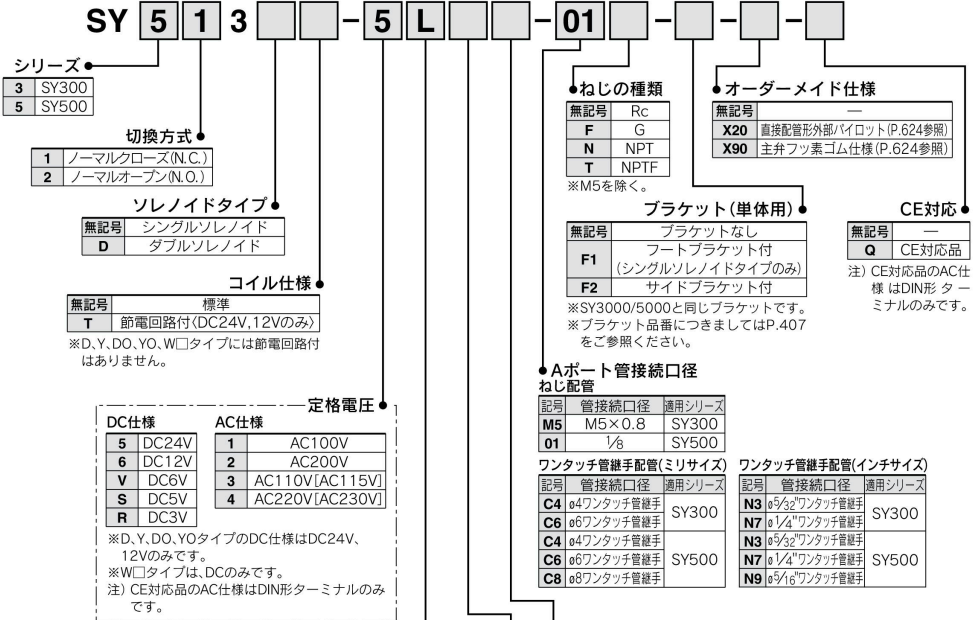 SY 5 1 3 - 5 L - 01 - - -
シリーズ
3 SY300
5 SY500
切換方式
1 ノーマルクローズ(N.C.)
2 ノーマルオープン(N.O.)
ソレノイドタイプ
無記号 シングルソレノイド
D ダブルソレノイド
コイル仕様
無記号 標準
T 節電回路付〈DC24V,12Vのみ〉
※D,Y,DO,YO,W□タイプには節電回路付
はありません。
定格電圧
DC仕様
5 DC24V
6 DC12V
V DC6V
S DC5V
R DC3V
AC仕様
1 AC100V
2 AC200V
3 AC110V[AC115V]
4 AC220V[AC230V]
※D、Y、DO、YOタイプのDC仕様はDC24V、
12Vのみです。
※W□タイプは、DCのみです。
注) CE対応品のAC仕様はDIN形ターミナルのみ
です。
ねじの種類
無記号 Rc
F G
N NPT
T NPTF
※M5を除く。
オーダーメイド仕様
無記号 ―
X20 直接配管形外部パイロット(P.624参照)
X90 主弁フッ素ゴム仕様(P.624参照)
ブラケット(単体用)
無記号 ブラケットなし
F1 フートブラケット付
(シングルソレノイドタイプのみ)
F2 サイドブラケット付
※SY3000/5000と同じブラケットです。
※ブラケット品番につきましてはP.407
をご参照ください。
CE対応
無記号 ―
Q CE対応品
注) CE対応品のAC仕
様 は DIN形 タ ー
ミナルのみです。
Aポート管接続口径
ねじ配管
記号 管接続口径 適用シリーズ
M5 M5×0.8 SY300
01 1/8 SY500
ワンタッチ管継手配管(ミリサイズ)
記号 管接続口径 適用シリーズ
C4 ø4ワンタッチ管継手 SY300
C6 ø6ワンタッチ管継手
C4 ø4ワンタッチ管継手 SY500
C6 ø6ワンタッチ管継手
C8 ø8ワンタッチ管継手
ワンタッチ管継手配管(インチサイズ)
記号 管接続口径 適用シリーズ
N3 ø5/32"ワンタッチ管継手 SY300
N7 ø1/4"ワンタッチ管継手
N3 ø5/32"ワンタッチ管継手 SY500
N7 ø1/4"ワンタッチ管継手
N9 ø5/16"ワンタッチ管継手